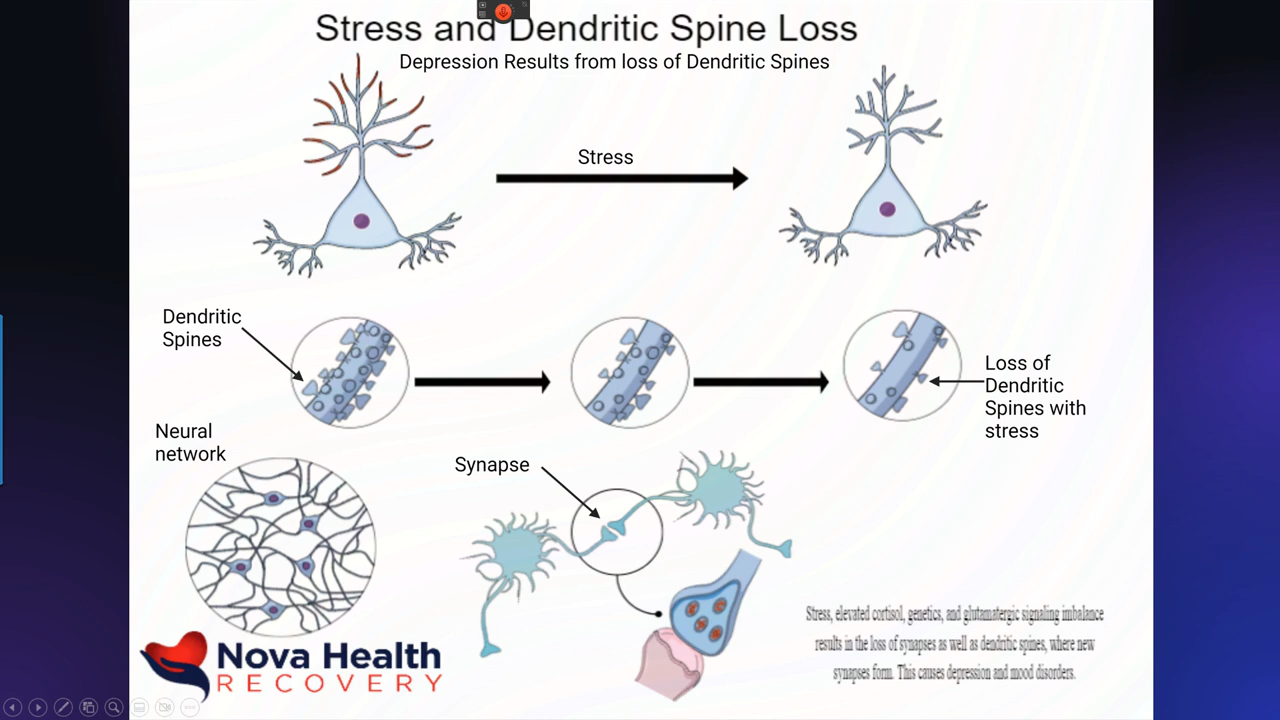 Stress and Dendritic Spine Loss
Depression Results from loss of Dendritic Spines
Stress
Dendritic
Spines
Loss of
Dendritic
Spines with
stress
Neural
network
Synapse
Stress, elevated cortisol, genetics, and glutamatergic signaling imbalance
results in the loss of synapses as well as dendritic spines, where new
synapses form. This causes depression and mood disorders.
Nova Health
RECOVERY